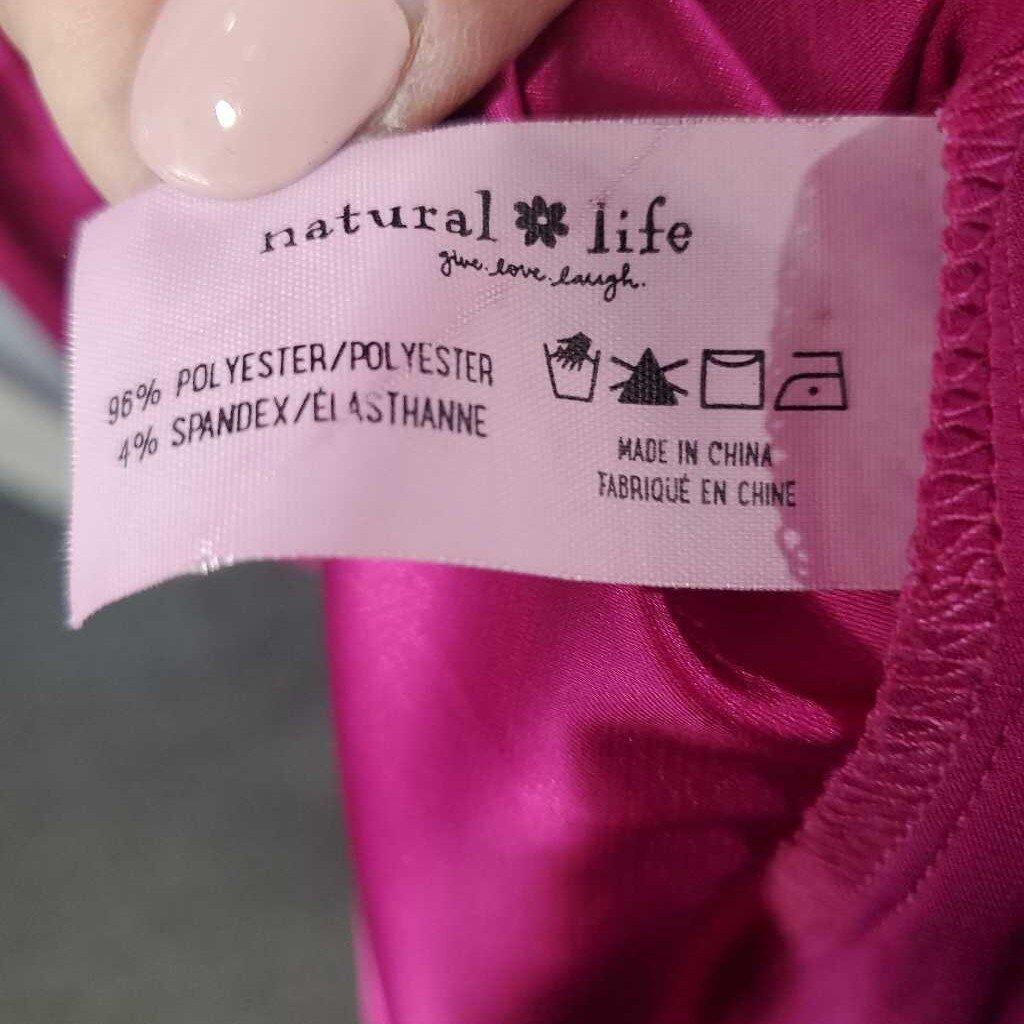 natural life
give.love.laugh.
96% POLYESTER/POLYESTER
4% SPANDEX/ÉLASTHANNE
MADE IN CHINA
FABRIQUÉ EN CHINE